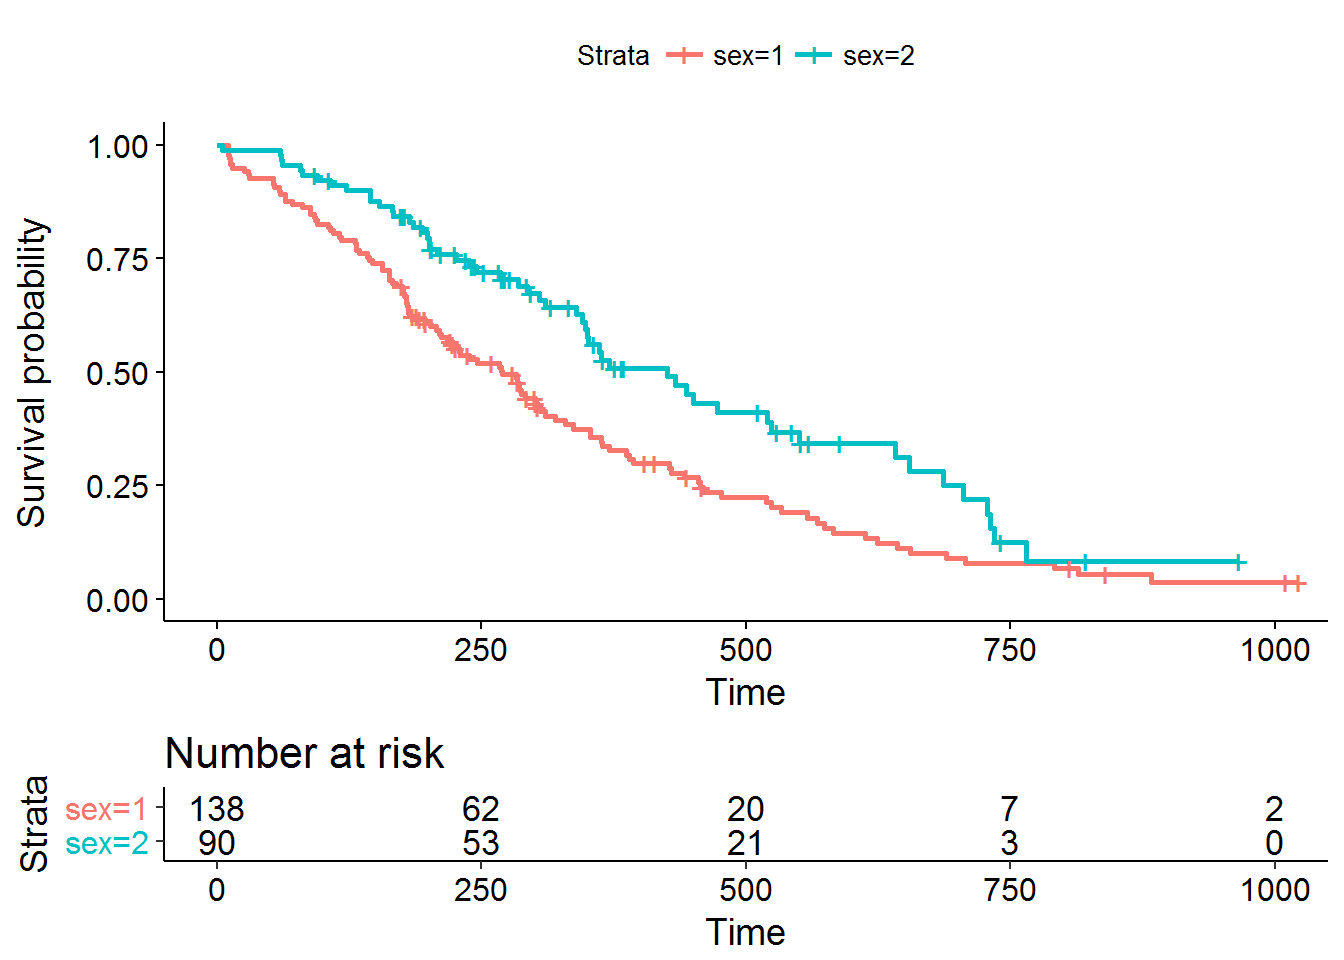 Strata sex=1 sex=2
1.00
0.75
0.50
0.25
0.00
Survival probability
0 250 500 750 1000
Time
Number at risk
Strata
sex=1 138 62 20 7 2
sex=2 90 53 21 3 0
0 250 500 750 1000
Time